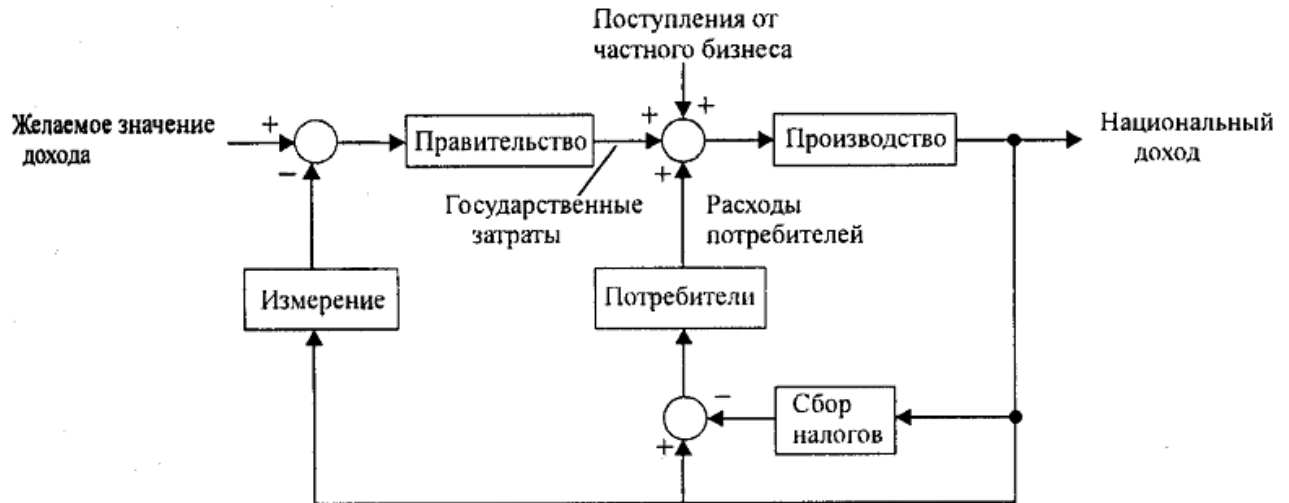 Поступления от
частного бизнеса
Желаемое значение
дохода
+
−
Правительство
+
+
+
Производство
Национальный
доход
Государственные
затраты
Расходы
потребителей
Измерение
Потребители
−
+
Сбор
налогов